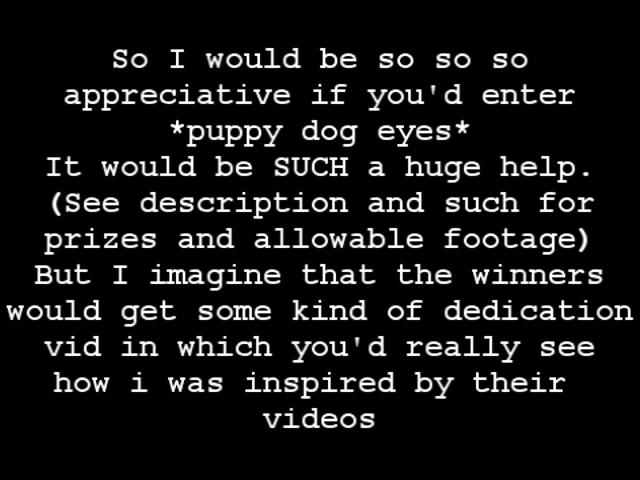 So I would be so so so
appreciative if you'd enter
*puppy dog eyes*
It would be SUCH a huge help.
(See description and such for
prizes and allowable footage)
But I imagine that the winners
would get some kind of dedication
vid in which you'd really see
how i was inspired by their
videos